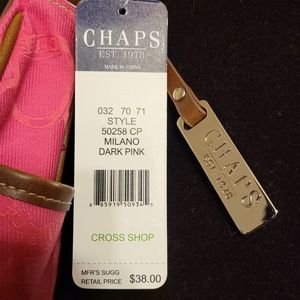 CHAPS
EST. 1978
MADE IN CHINA
032 70 71
STYLE
50258 CP
MILANO
DARK PINK
CROSS SHOP
MFR'S SUGG
RETAIL PRICE
$38.00
CHAPS
EST 1978